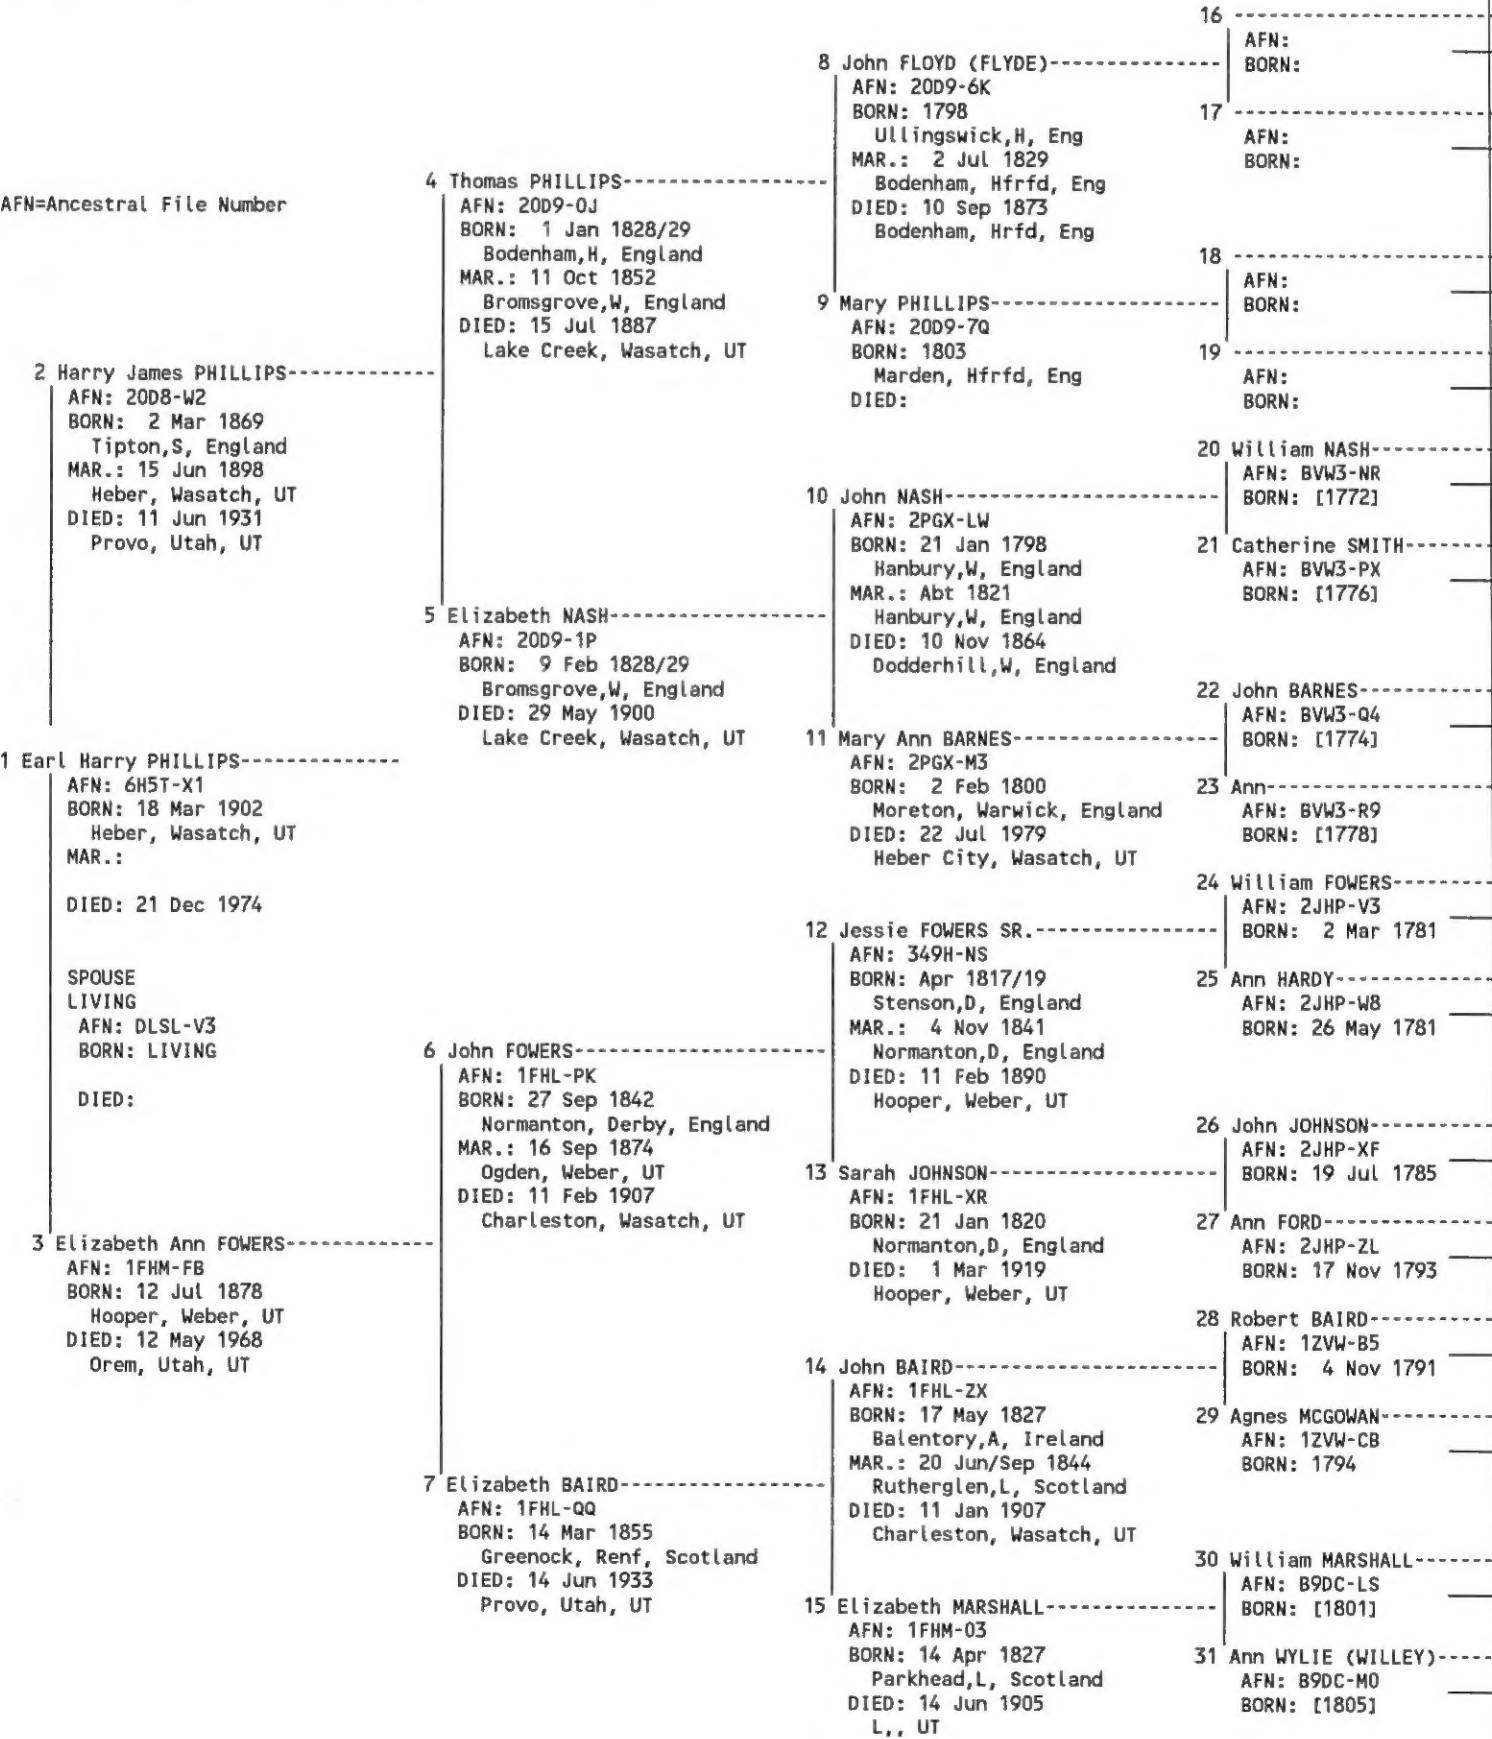 AFN=Ancestral File Number
1 Earl Harry PHILLIPS--------------
AFN: 6H5T-X1
BORN: 18 Mar 1902
Heber, Wasatch, UT
MAR.:
DIED: 21 Dec 1974
SPOUSE
LIVING
AFN: DLSL-V3
BORN: LIVING
DIED:
2 Harry James PHILLIPS------------
AFN: 20D8-W2
BORN:  2 Mar 1869
Tipton,S, England
MAR.: 15 Jun 1898
Heber, Wasatch, UT
DIED: 11 Jun 1931
Provo, Utah, UT
3 Elizabeth Ann FOWERS------------
AFN: 1FHM-FB
BORN: 12 Jul 1878
Hooper, Weber, UT
DIED: 12 May 1968
Orem, Utah, UT
4 Thomas PHILLIPS-----------------
AFN: 20D9-0J
BORN:  1 Jan 1828/29
Bodenham,H, England
MAR.: 11 Oct 1852
Bromsgrove,W, England
DIED: 15 Jul 1887
Lake Creek, Wasatch, UT
5 Elizabeth NASH------------------
AFN: 20D9-1P
BORN:  9 Feb 1828/29
Bromsgrove,W, England
DIED: 29 May 1900
Lake Creek, Wasatch, UT
6 John FOWERS---------------------
AFN: 1FHL-PK
BORN: 27 Sep 1842
Normanton, Derby, England
MAR.: 16 Sep 1874
Ogden, Weber, UT
DIED: 11 Feb 1907
Charleston, Wasatch, UT
7 Elizabeth BAIRD-----------------
AFN: 1FHL-QQ
BORN: 14 Mar 1855
Greenock, Renf, Scotland
DIED: 14 Jun 1933
Provo, Utah, UT
8 John FLOYD (FLYDE)--------------
AFN: 20D9-6K
BORN: 1798
Ullingswick,H, Eng
MAR.:  2 Jul 1829
Bodenham, Hfrfd, Eng
DIED: 10 Sep 1873
Bodenham, Hrfd, Eng
9 Mary PHILLIPS-------------------
AFN: 20D9-7Q
BORN: 1803
Marden, Hfrfd, Eng
DIED:
10 John NASH-----------------------
AFN: 2PGX-LW
BORN: 21 Jan 1798
Hanbury,W, England
MAR.: Abt 1821
Hanbury,W, England
DIED: 10 Nov 1864
Dodderhill,W, England
11 Mary Ann BARNES-----------------
AFN: 2PGX-M3
BORN:  2 Feb 1800
Moreton, Warwick, England
DIED: 22 Jul 1979
Heber City, Wasatch, UT
12 Jessie FOWERS SR.---------------
AFN: 349H-NS
BORN: Apr 1817/19
Stenson,D, England
MAR.:  4 Nov 1841
Normanton,D, England
DIED: 11 Feb 1890
Hooper, Weber, UT
13 Sarah JOHNSON-------------------
AFN: 1FHL-XR
BORN: 21 Jan 1820
Normanton,D, England
DIED:  1 Mar 1919
Hooper, Weber, UT
14 John BAIRD----------------------
AFN: 1FHL-ZX
BORN: 17 May 1827
Balentory,A, Ireland
MAR.: 20 Jun/Sep 1844
Rutherglen,L, Scotland
DIED: 11 Jan 1907
Charleston, Wasatch, UT
15 Elizabeth MARSHALL--------------
AFN: 1FHM-03
BORN: 14 Apr 1827
Parkhead,L, Scotland
DIED: 14 Jun 1905
L,, UT
16 ----------------------
AFN:
BORN:
17 ----------------------
AFN:
BORN:
18 ----------------------
AFN:
BORN:
19 ----------------------
AFN:
BORN:
20 William NASH----------
AFN: BVW3-NR
BORN: [1772]
21 Catherine SMITH-------
AFN: BVW3-PX
BORN: [1776]
22 John BARNES-----------
AFN: BVW3-Q4
BORN: [1774]
23 Ann-------------------
AFN: BVW3-R9
BORN: [1778]
24 William FOWERS--------
AFN: 2JHP-V3
BORN:  2 Mar 1781
25 Ann HARDY-------------
AFN: 2JHP-W8
BORN: 26 May 1781
26 John JOHNSON----------
AFN: 2JHP-XF
BORN: 19 Jul 1785
27 Ann FORD--------------
AFN: 2JHP-ZL
BORN: 17 Nov 1793
28 Robert BAIRD----------
AFN: 1ZVW-B5
BORN:  4 Nov 1791
29 Agnes MCGOWAN---------
AFN: 1ZVW-CB
BORN: 1794
30 William MARSHALL------
AFN: B9DC-LS
BORN: [1801]
31 Ann WYLIE (WILLEY)-----
AFN: B9DC-M0
BORN: [1805]